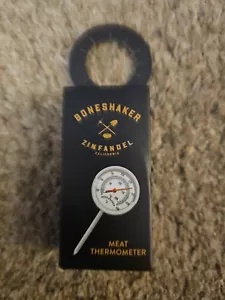 BONESHAKER
ZINFANDEL
CALIFORNIA
MEAT
THERMOMETER